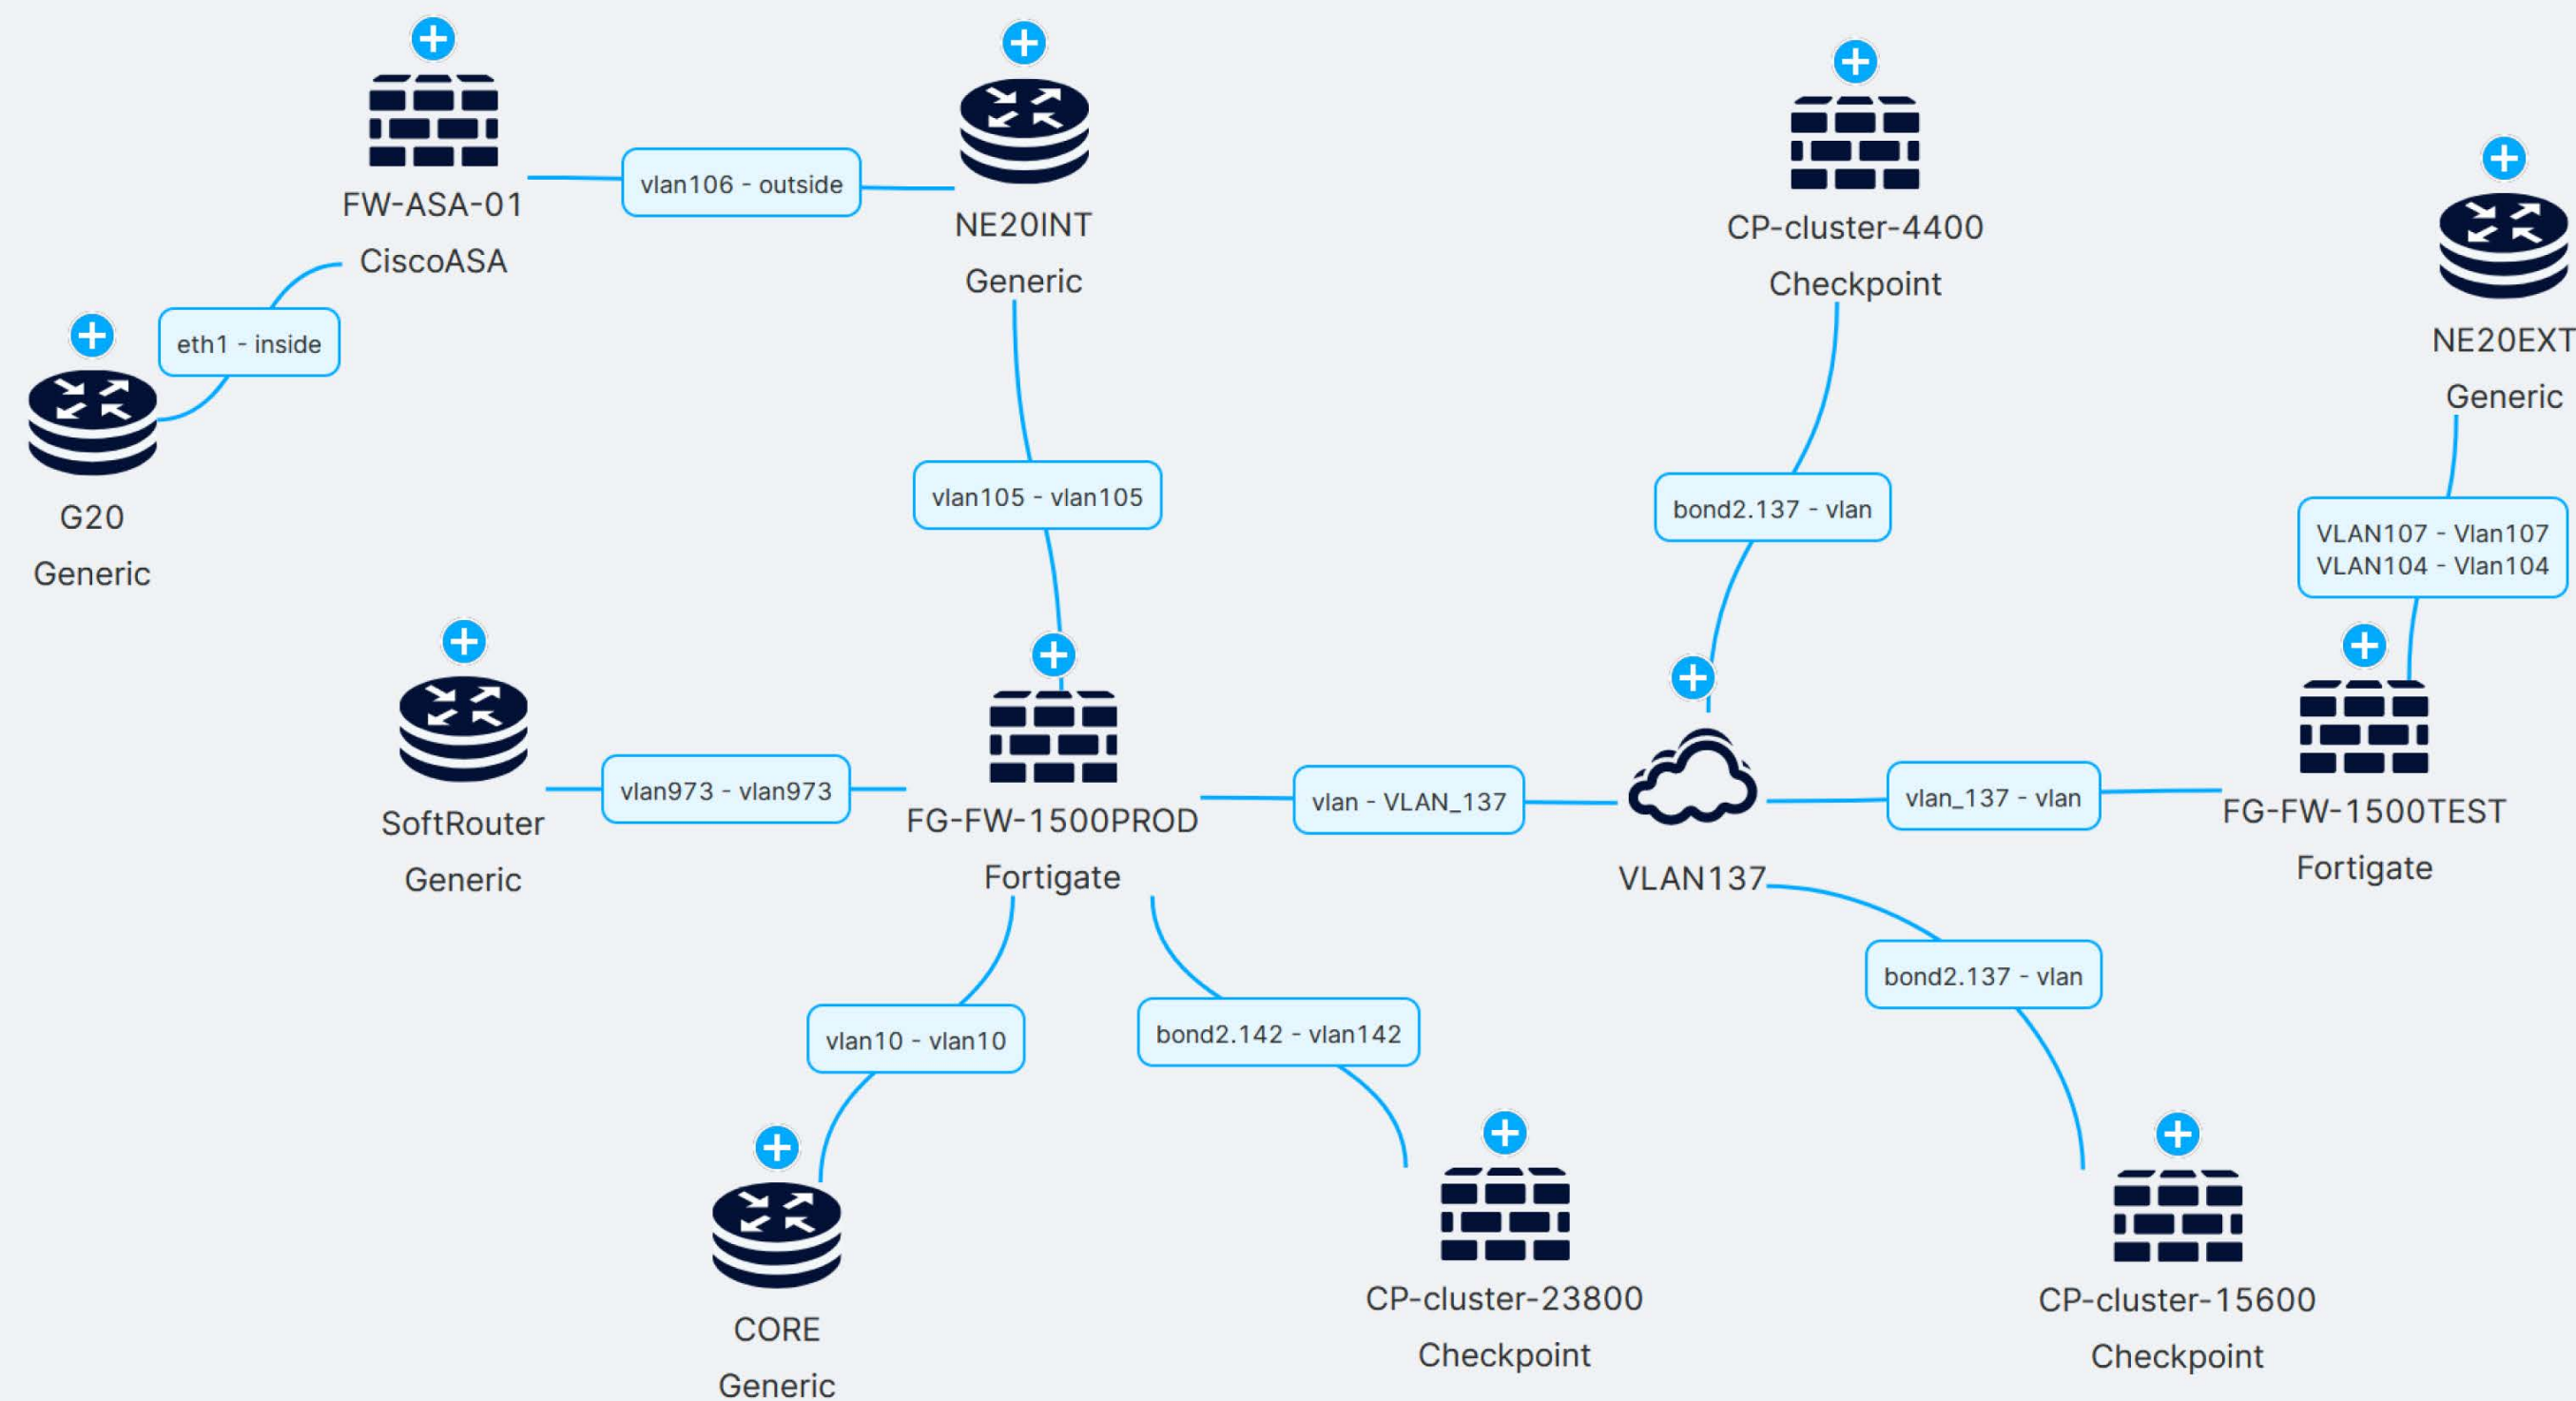 FW-ASA-01
CiscoASA
vlan106 - outside
NE20INT
Generic
CP-cluster-4400
Checkpoint
NE20EXT
Generic
eth1 - inside
G20
Generic
vlan105 - vlan105
bond2.137 - vlan
VLAN107 - Vlan107
VLAN104 - Vlan104
SoftRouter
Generic
vlan973 - vlan973
FG-FW-1500PROD
Fortigate
vlan - VLAN_137
VLAN137
vlan_137 - vlan
FG-FW-1500TEST
Fortigate
bond2.137 - vlan
vlan10 - vlan10
bond2.142 - vlan142
CORE
Generic
CP-cluster-23800
Checkpoint
CP-cluster-15600
Checkpoint